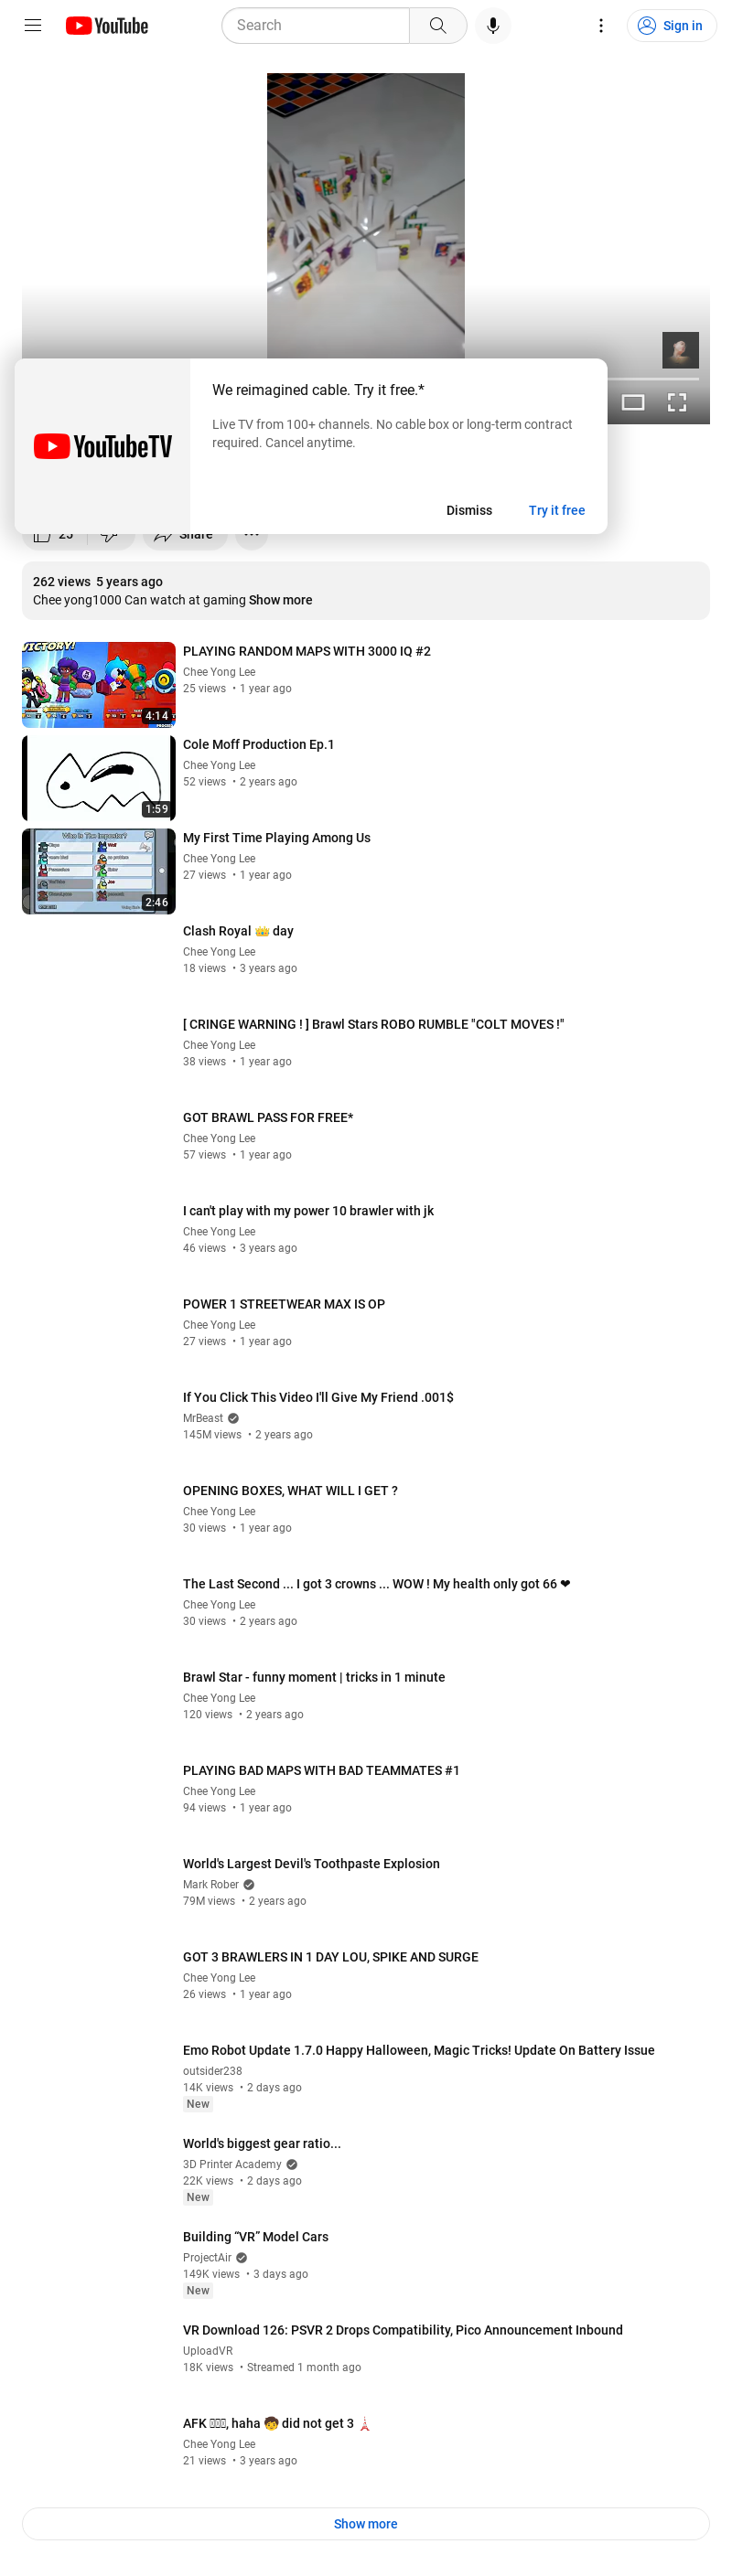 YouTube
Search
Sign in
We reimagined cable. Try it free.*
Live TV from 100+ channels. No cable box or long-term contract
required. Cancel anytime.
YouTubeTV
Dismiss
Try it free
25
Share
262 views 5 years ago
Chee yong1000 Can watch at gaming Show more
VICTORY!
4:14
PLAYING RANDOM MAPS WITH 3000 IQ #2
Chee Yong Lee
25 views • 1 year ago
1:59
Cole Moff Production Ep.1
Chee Yong Lee
52 views • 2 years ago
Who Is The Impostor?
2:46
My First Time Playing Among Us
Chee Yong Lee
27 views • 1 year ago
Clash Royal 👑 day
Chee Yong Lee
18 views • 3 years ago
[ CRINGE WARNING ! ] Brawl Stars ROBO RUMBLE "COLT MOVES !"
Chee Yong Lee
38 views • 1 year ago
GOT BRAWL PASS FOR FREE*
Chee Yong Lee
57 views • 1 year ago
I can't play with my power 10 brawler with jk
Chee Yong Lee
46 views • 3 years ago
POWER 1 STREETWEAR MAX IS OP
Chee Yong Lee
27 views • 1 year ago
If You Click This Video I'll Give My Friend .001$
MrBeast
145M views • 2 years ago
OPENING BOXES, WHAT WILL I GET ?
Chee Yong Lee
30 views • 1 year ago
The Last Second ... I got 3 crowns ... WOW ! My health only got 66 ❤
Chee Yong Lee
30 views • 2 years ago
Brawl Star - funny moment | tricks in 1 minute
Chee Yong Lee
120 views • 2 years ago
PLAYING BAD MAPS WITH BAD TEAMMATES #1
Chee Yong Lee
94 views • 1 year ago
World's Largest Devil's Toothpaste Explosion
Mark Rober
79M views • 2 years ago
GOT 3 BRAWLERS IN 1 DAY LOU, SPIKE AND SURGE
Chee Yong Lee
26 views • 1 year ago
Emo Robot Update 1.7.0 Happy Halloween, Magic Tricks! Update On Battery Issue
outsider238
14K views • 2 days ago
New
World's biggest gear ratio...
3D Printer Academy
22K views • 2 days ago
New
Building “VR” Model Cars
ProjectAir
149K views • 3 days ago
New
VR Download 126: PSVR 2 Drops Compatibility, Pico Announcement Inbound
UploadVR
18K views • Streamed 1 month ago
AFK , haha 🧒 did not get 3 🗼
Chee Yong Lee
21 views • 3 years ago
Show more